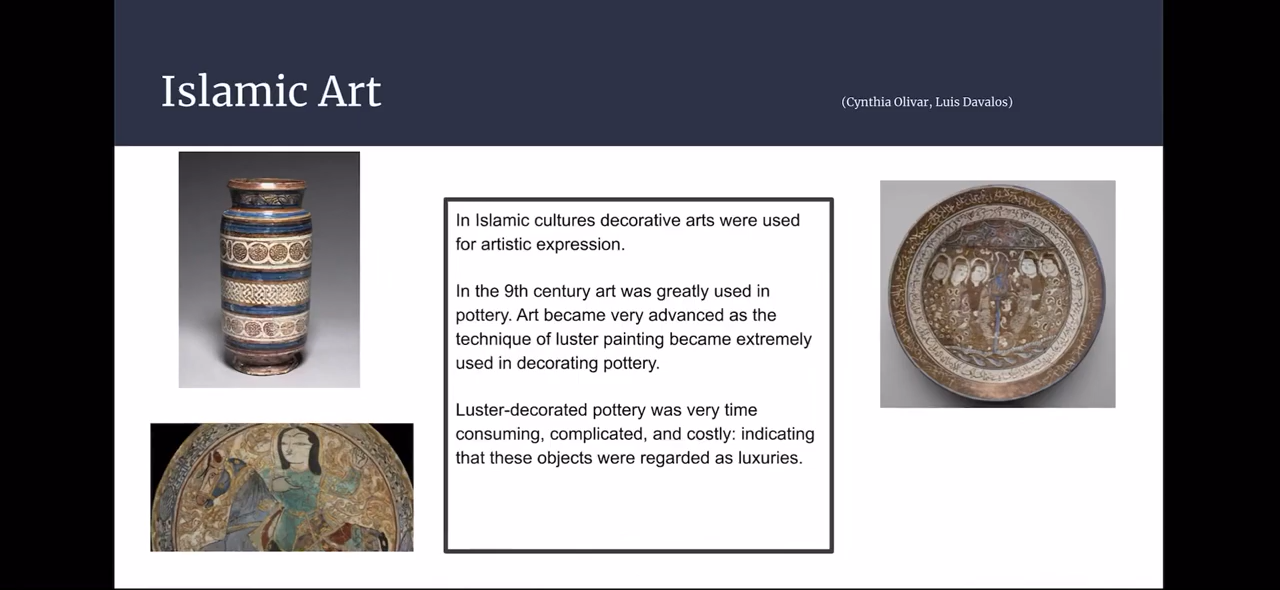 Islamic Art
(Cynthia Olivar, Luis Davalos)
In Islamic cultures decorative arts were used
for artistic expression.
In the 9th century art was greatly used in
pottery. Art became very advanced as the
technique of luster painting became extremely
used in decorating pottery.
Luster-decorated pottery was very time
consuming, complicated, and costly: indicating
that these objects were regarded as luxuries.